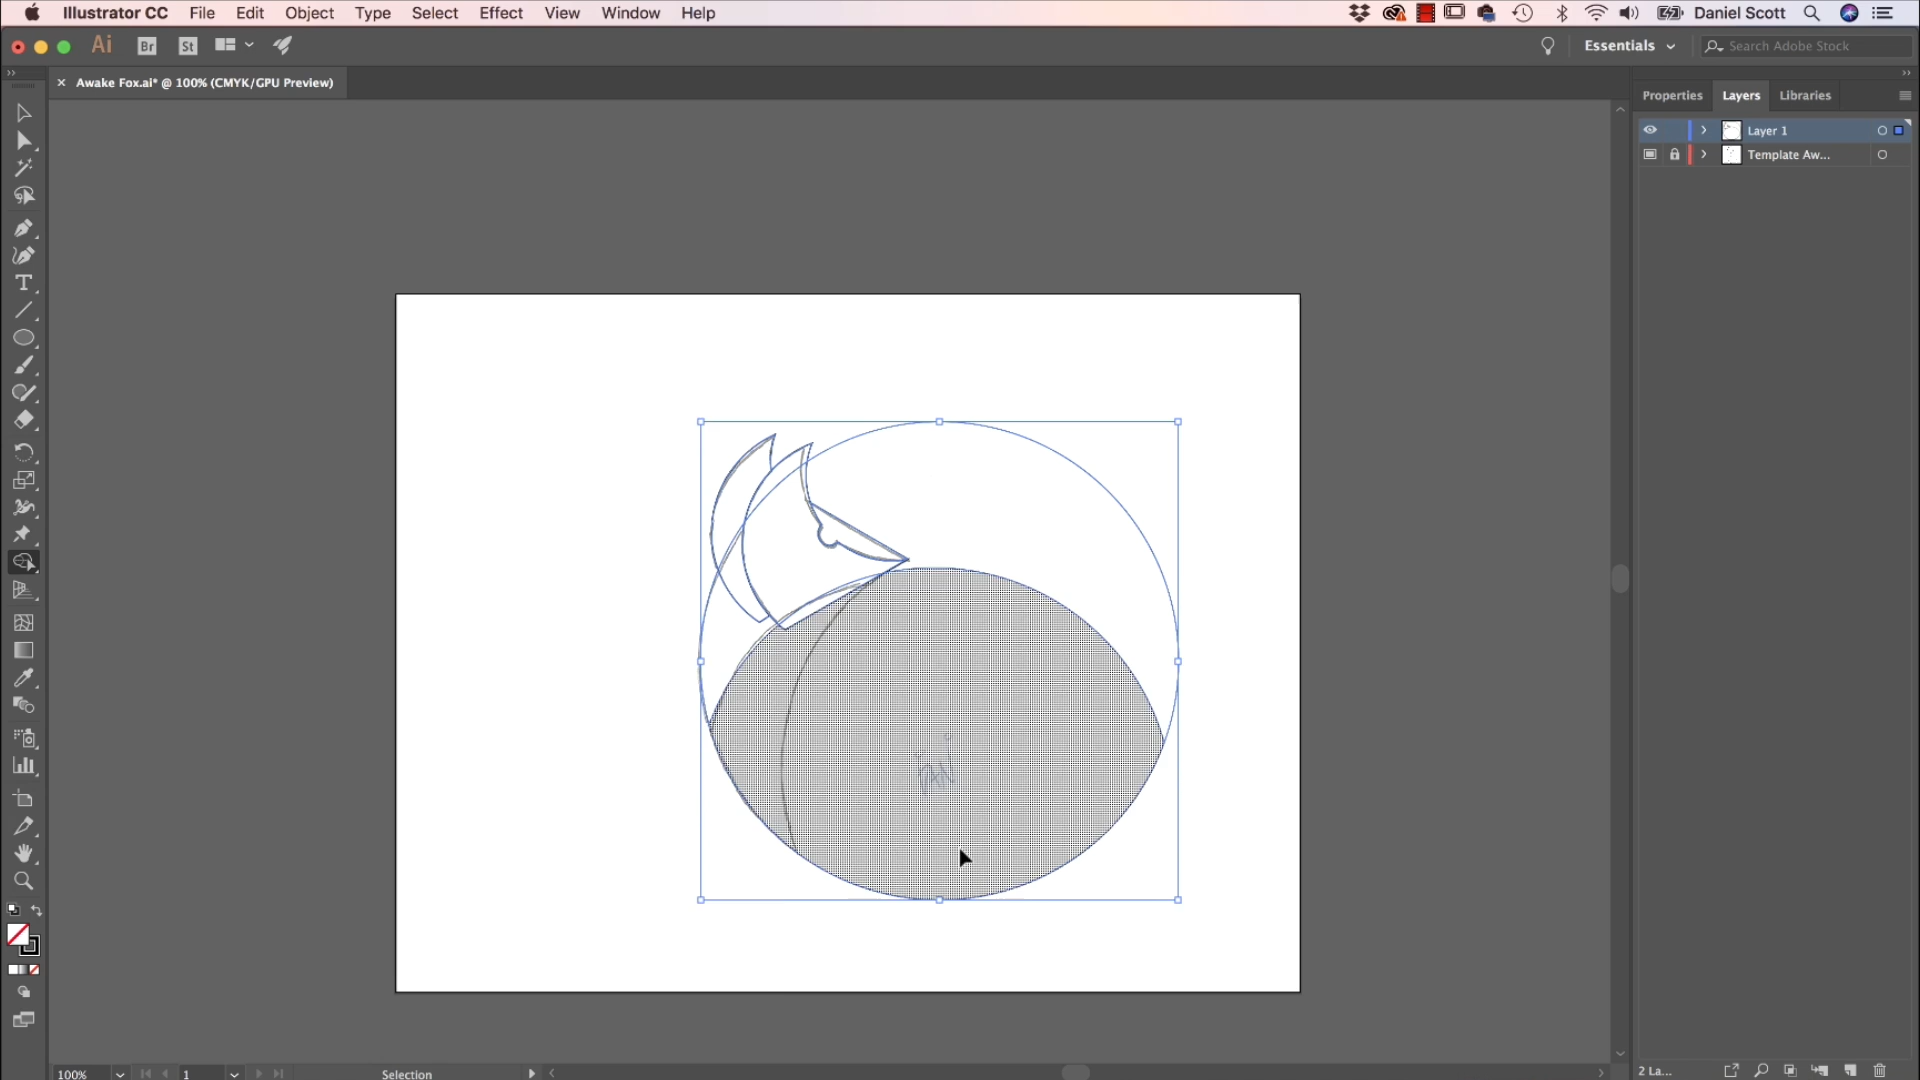 Illustrator CC File Edit Object Type Select Effect View Window Help Daniel Scott
Ai Br St Essentials Search Adobe Stock
× Awake Fox.ai* @ 100% (CMYK/GPU Preview)
Properties Layers Libraries
Layer 1
Template Aw...
T
100% 1 Selection 2 La...